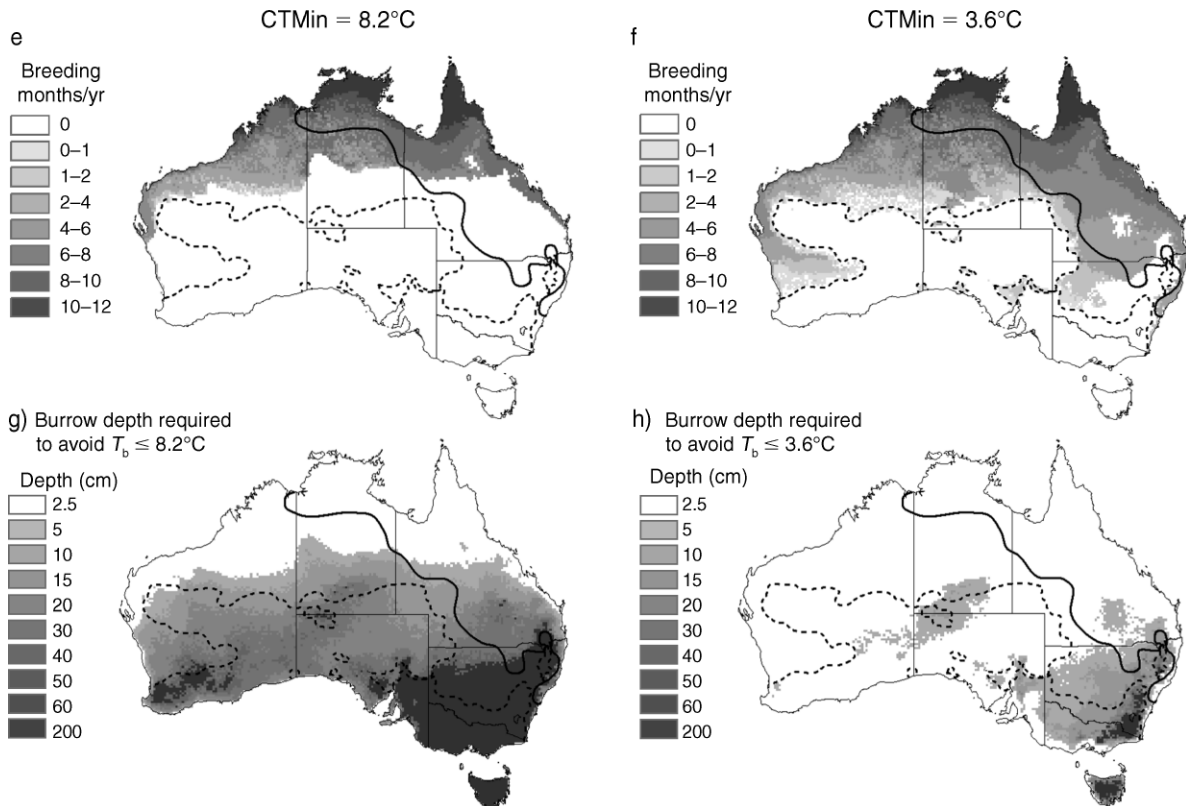 CTMin = 8.2°C
CTMin = 3.6°C
e
Breeding
months/yr
0
0–1
1–2
2–4
4–6
6–8
8–10
10–12
f
Breeding
months/yr
0
0–1
1–2
2–4
4–6
6–8
8–10
10–12
g) Burrow depth required
to avoid Tb ≤ 8.2°C
Depth (cm)
2.5
5
10
15
20
30
40
50
60
200
h) Burrow depth required
to avoid Tb ≤ 3.6°C
Depth (cm)
2.5
5
10
15
20
30
40
50
60
200